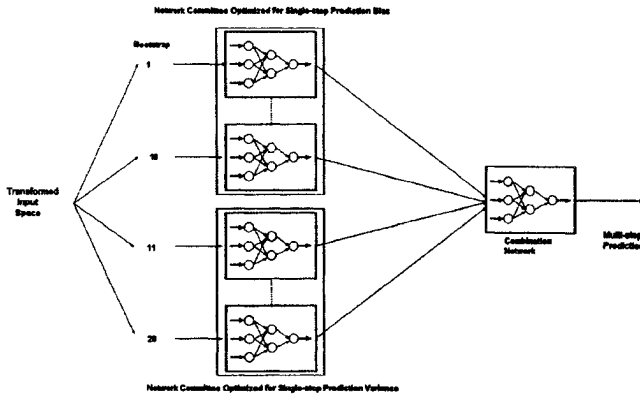 Network Committee Optimized for Single-step Prediction Bias
Bootstrap
1
10
Transformed
Input
Space
11
20
Combination
Network
Multi-step
Prediction
Network Committee Optimized for Single-step Prediction Variance